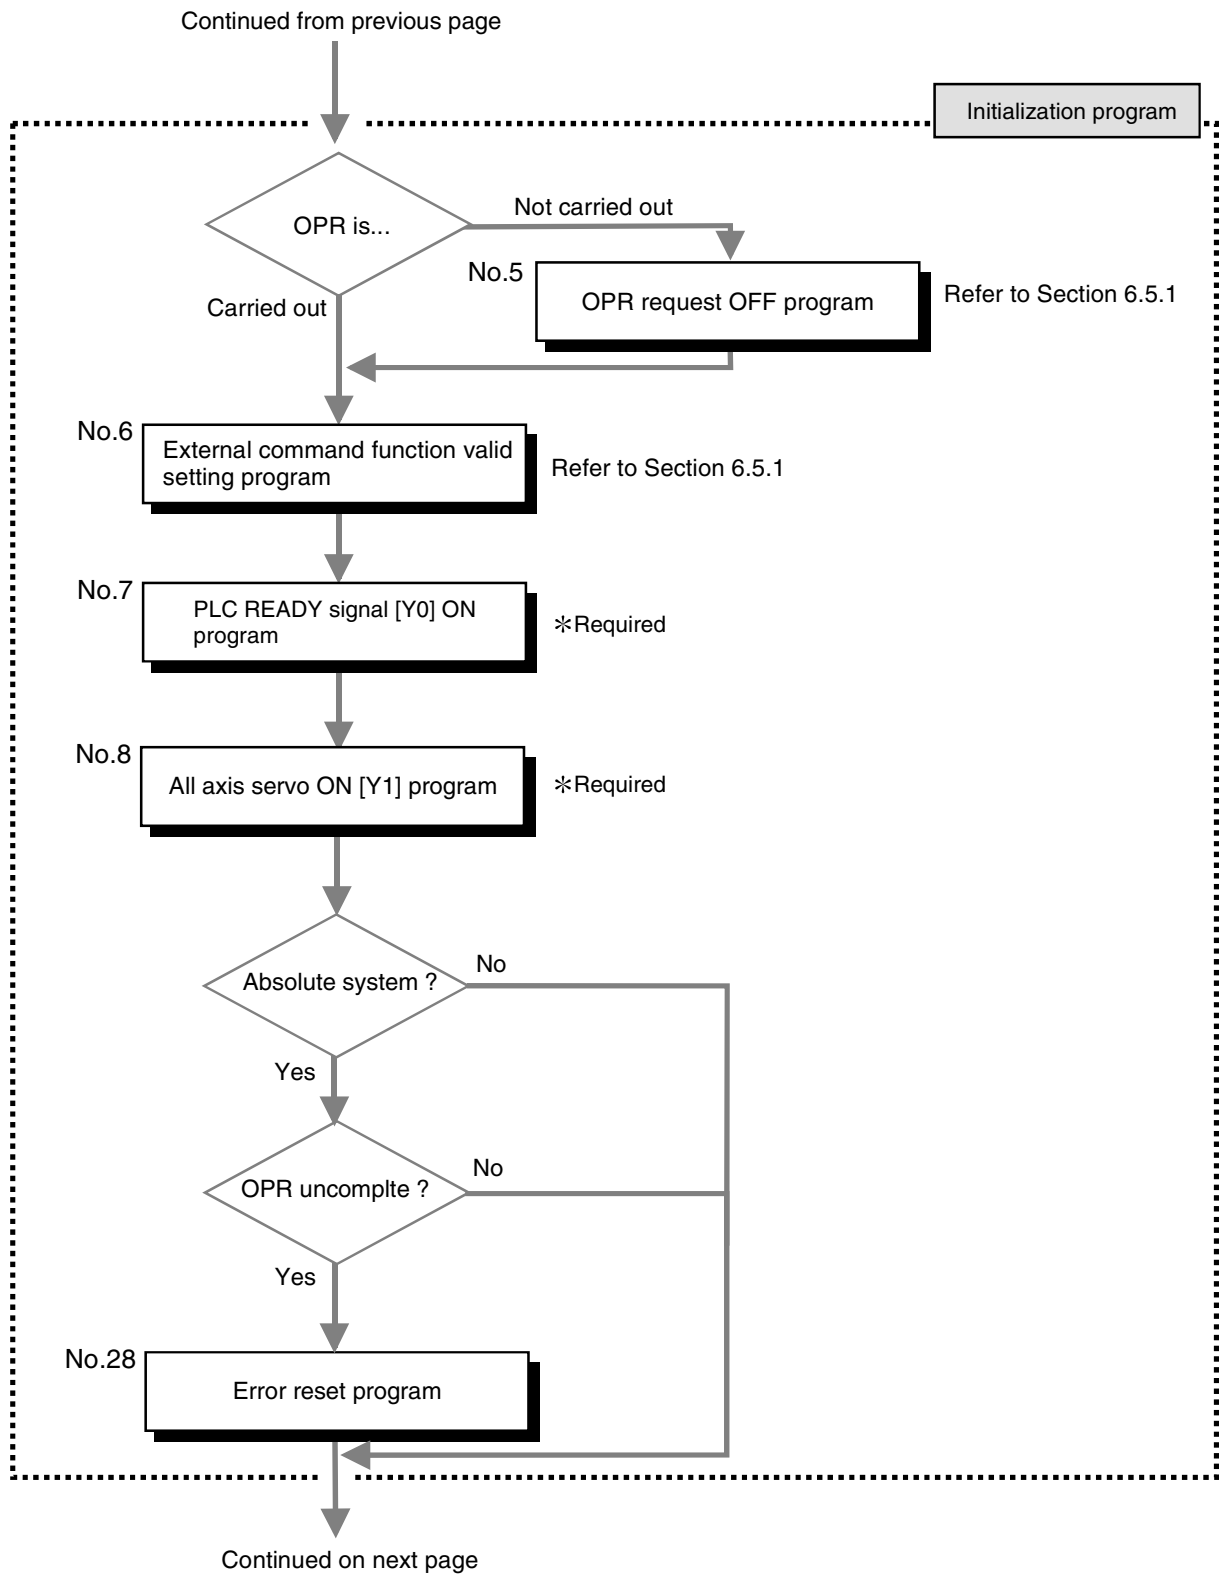 Continued from previous page
Initialization program
OPR is...
Not carried out
No.5
OPR request OFF program
Refer to Section 6.5.1
Carried out
No.6
External command function valid
setting program
Refer to Section 6.5.1
No.7
PLC READY signal [Y0] ON
program
＊Required
No.8
All axis servo ON [Y1] program
＊Required
Absolute system ?
No
Yes
OPR uncomplte ?
No
Yes
No.28
Error reset program
Continued on next page